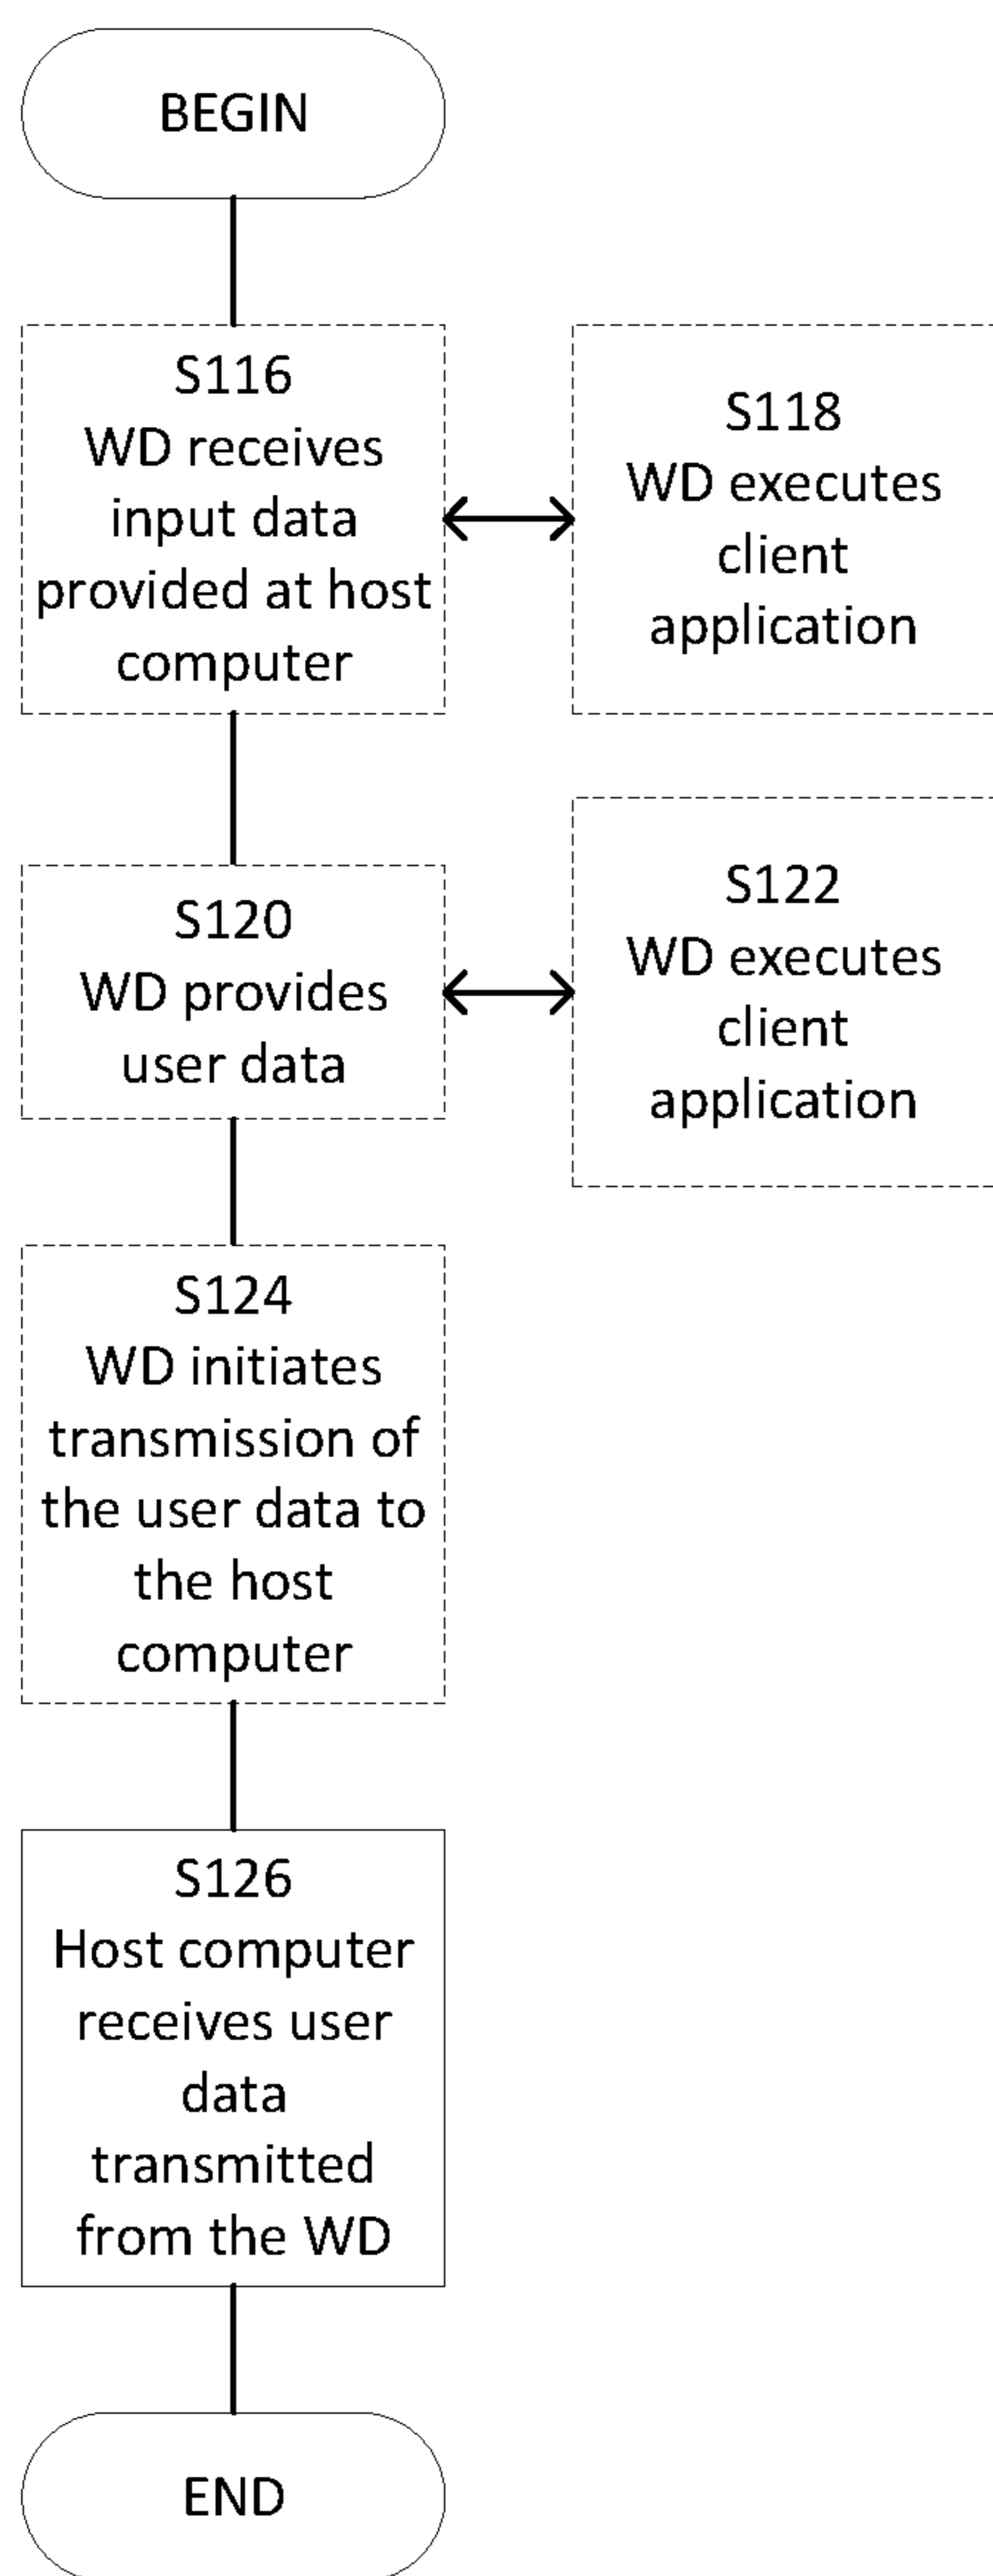 BEGIN
S116
WD receives
input data
provided at host
computer
S118
WD executes
client
application
S120
WD provides
user data
S122
WD executes
client
application
S124
WD initiates
transmission of
the user data to
the host
computer
S126
Host computer
receives user
data
transmitted
from the WD
END